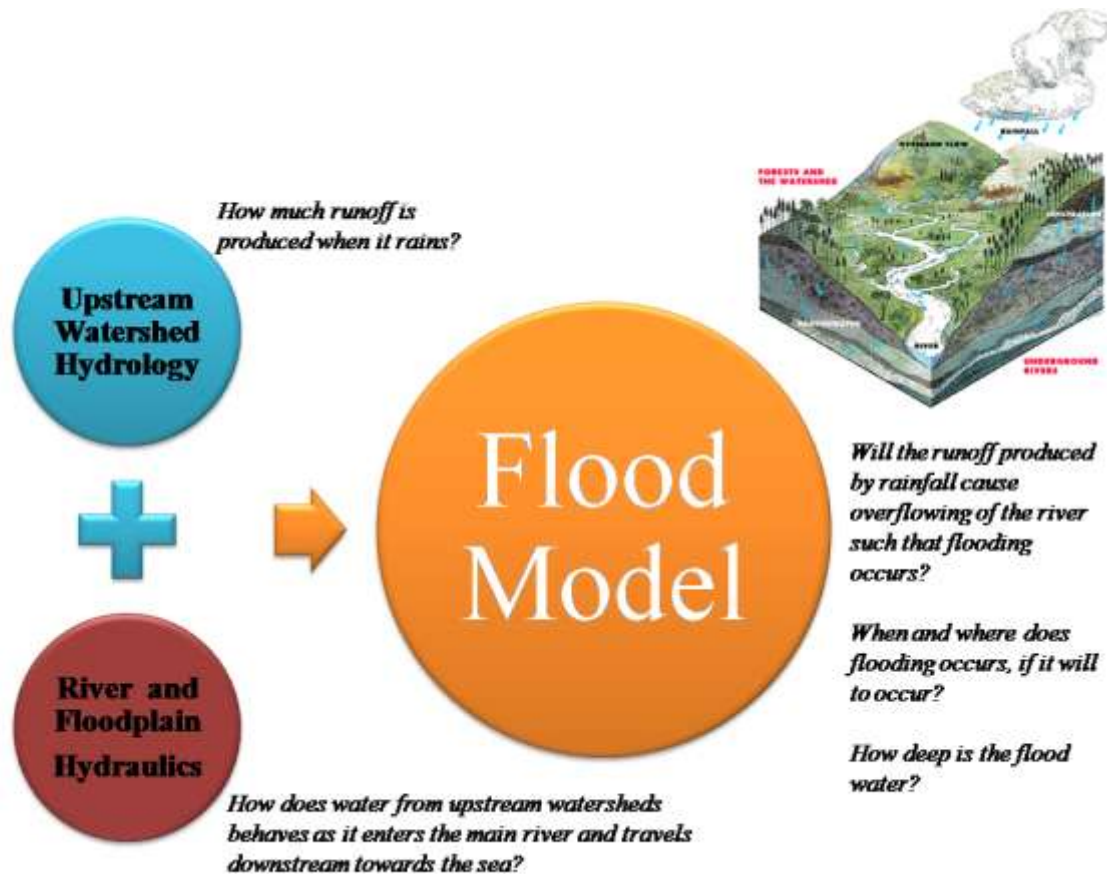 How much runoff is
produced when it rains?
Upstream
Watershed
Hydrology
River and
Floodplain
Hydraulics
How does water from upstream watersheds
behaves as it enters the main river and travels
downstream towards the sea?
Flood
Model
RAINFALL
OVERLAND FLOW
FORESTS AND
THE WATERSHED
RIVER
UNDERGROUND
RIVERS
Will the runoff produced
by rainfall cause
overflowing of the river
such that flooding
occurs?
When and where does
flooding occurs, if it will
to occur?
How deep is the flood
water?